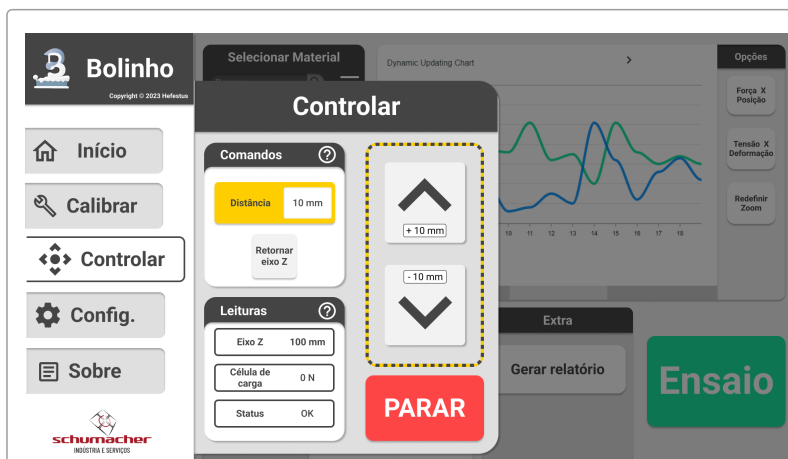 Bolinho
Copyright © 2023 Hefestus
Início
Calibrar
Controlar
Config.
Sobre
schumacher
INDÚSTRIA E SERVIÇOS
Selecionar Material
Controlar
Comandos
Distância 10 mm
Retornar
eixo Z
Leituras
Eixo Z 100 mm
Célula de
carga 0 N
Status OK
+ 10 mm
- 10 mm
PARAR
Dynamic Updating Chart
10 11 12 13 14 15 16 17 18
Opções
Força X
Posição
Tensão X
Deformação
Redefinir
Zoom
Extra
Gerar relatório
Ensaio